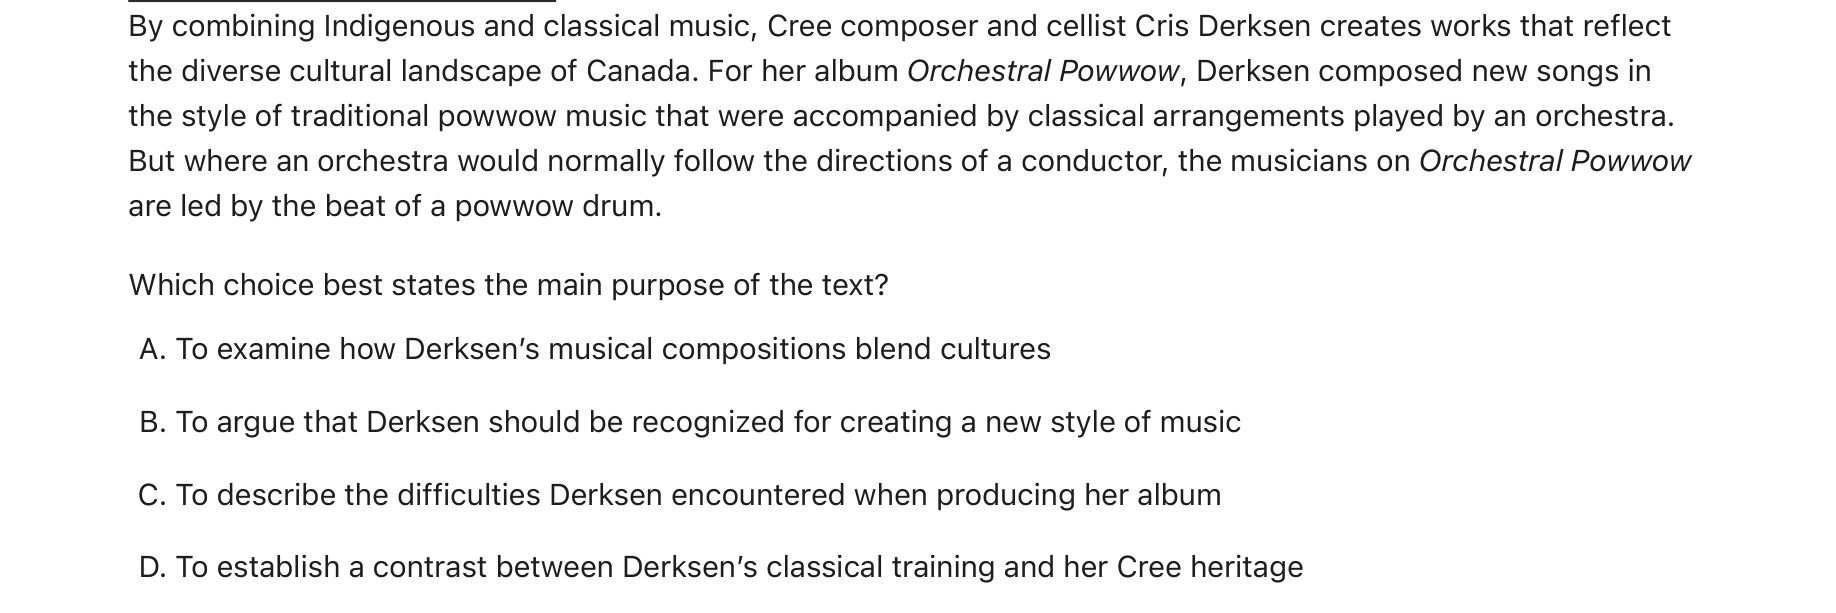 By combining Indigenous and classical music, Cree composer and cellist Cris Derksen creates works that reflect
the diverse cultural landscape of Canada. For her album Orchestral Powwow, Derksen composed new songs in
the style of traditional powwow music that were accompanied by classical arrangements played by an orchestra.
But where an orchestra would normally follow the directions of a conductor, the musicians on Orchestral Powwow
are led by the beat of a powwow drum.
Which choice best states the main purpose of the text?
A. To examine how Derksen’s musical compositions blend cultures
B. To argue that Derksen should be recognized for creating a new style of music
C. To describe the difficulties Derksen encountered when producing her album
D. To establish a contrast between Derksen’s classical training and her Cree heritage